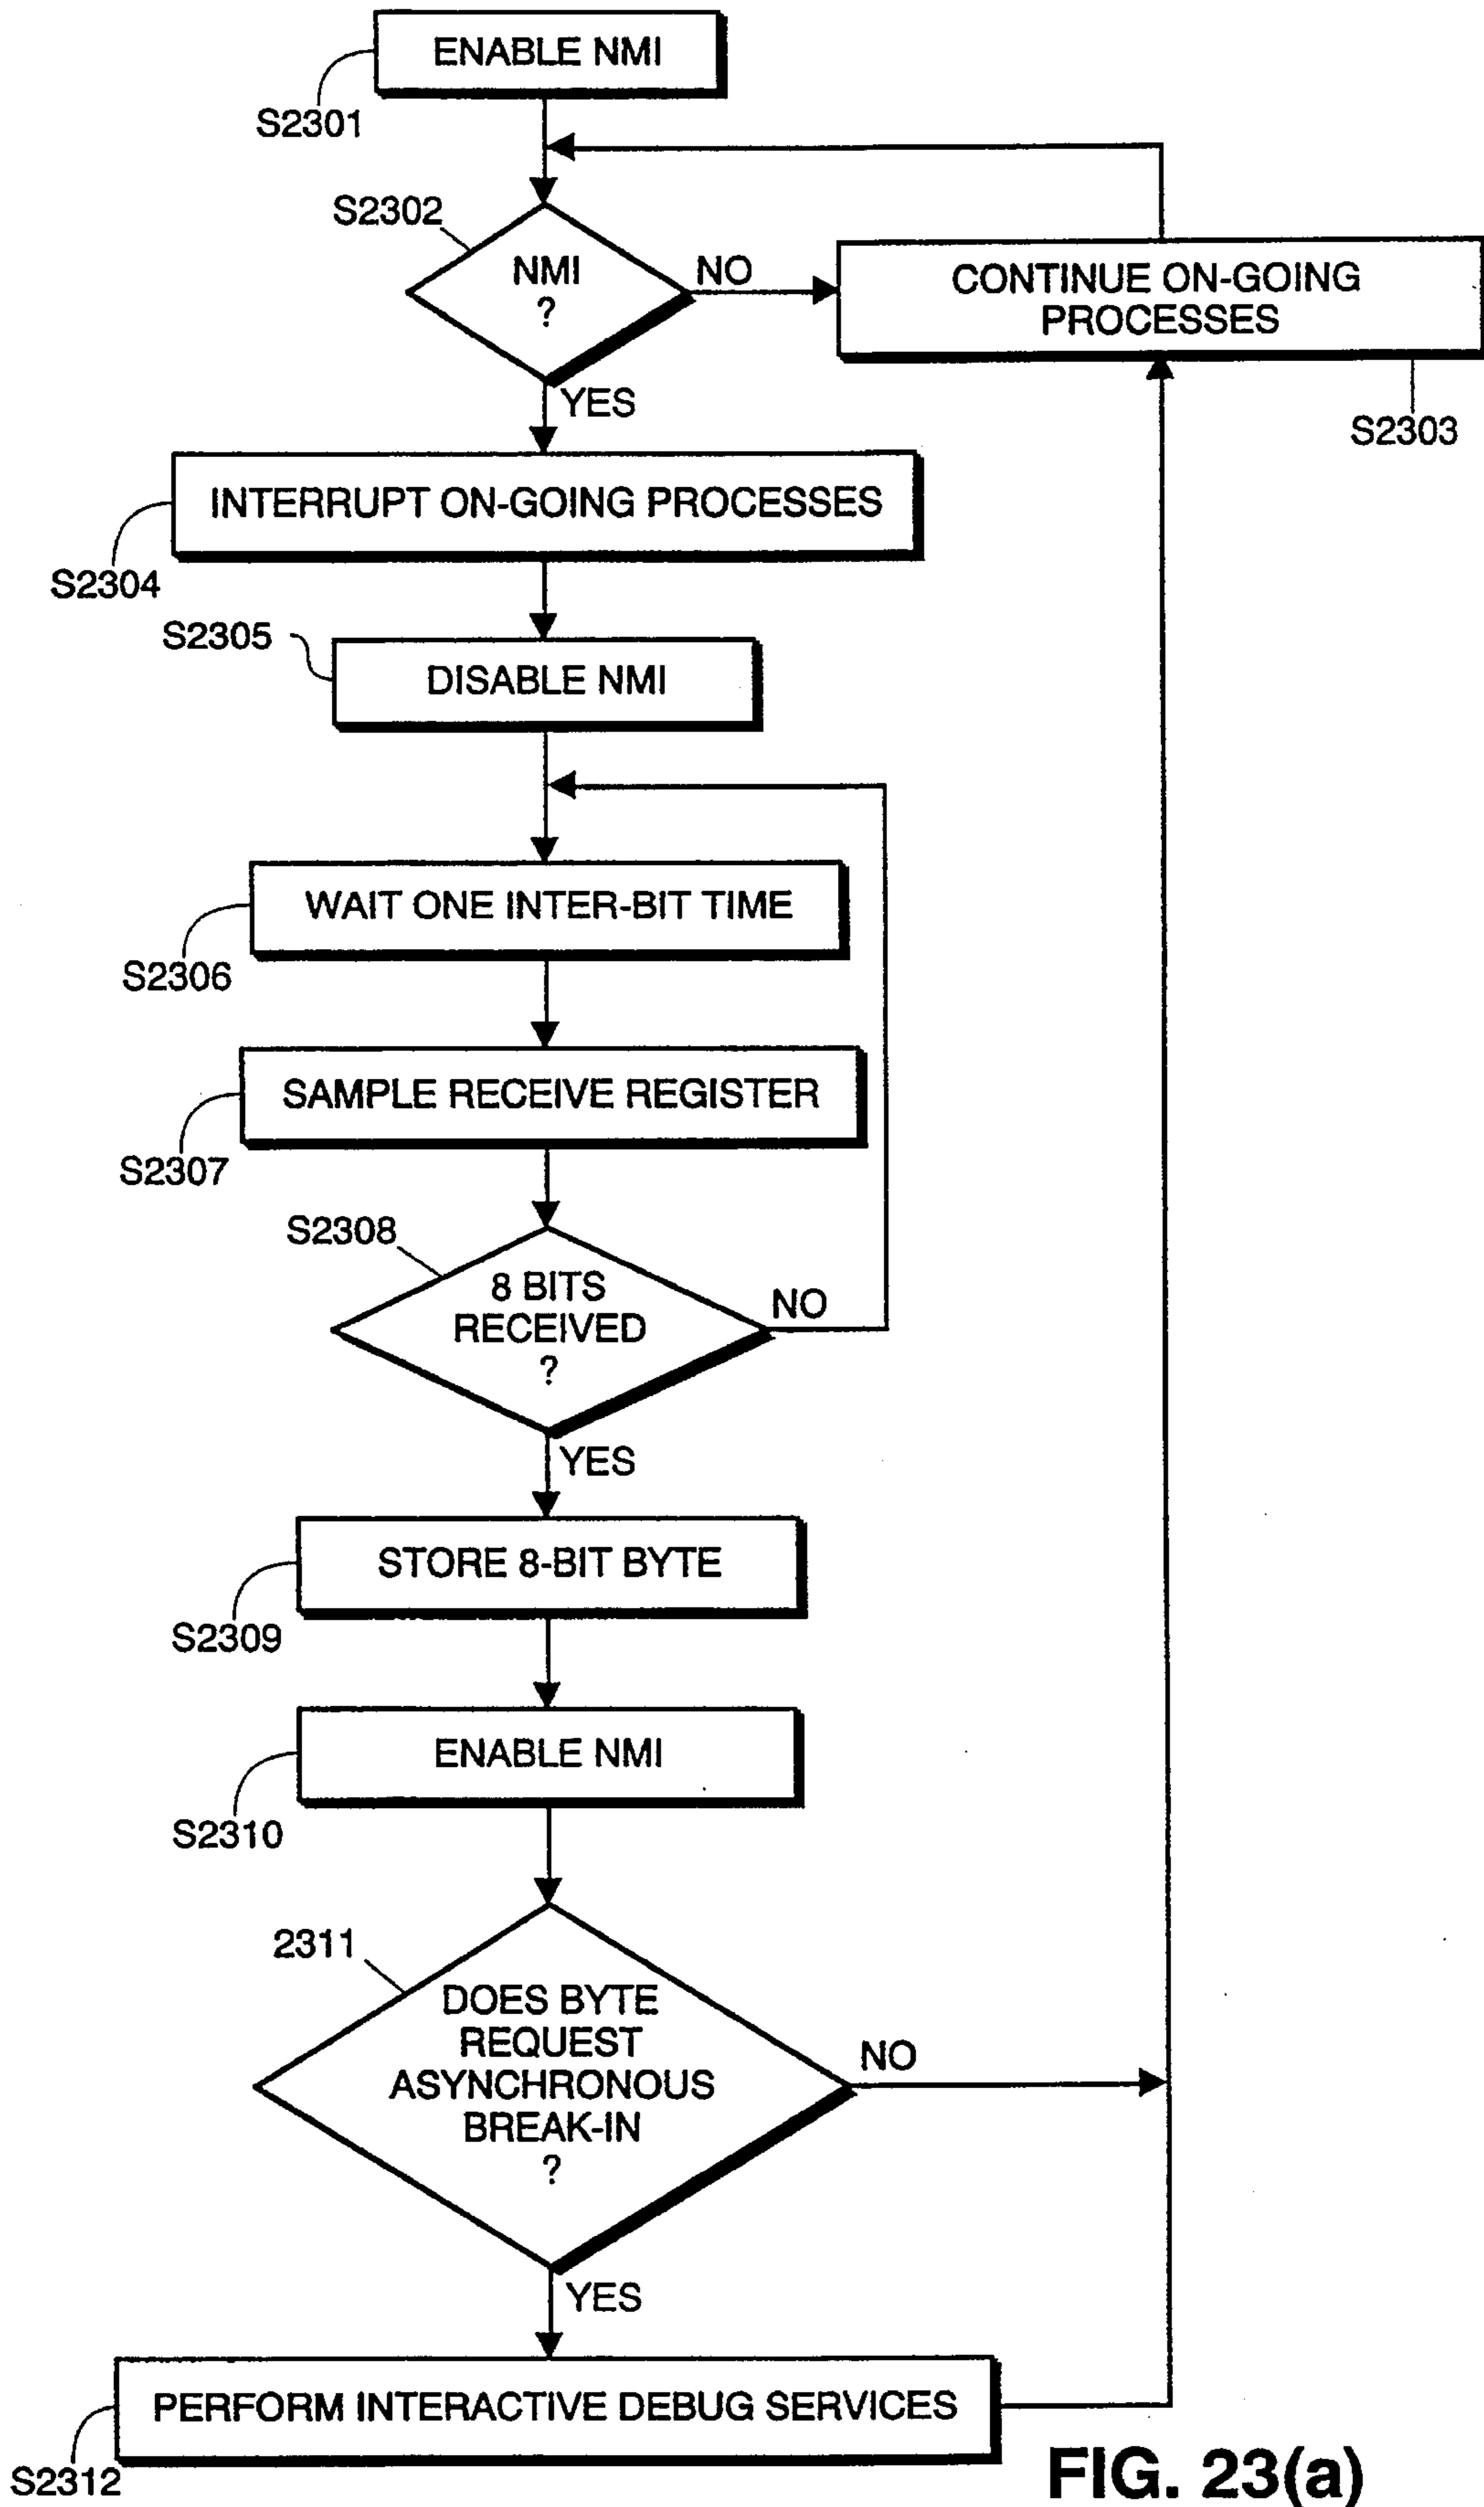 ENABLE NMI
S2301
S2302
NMI
?
NO
CONTINUE ON-GOING
PROCESSES
S2303
YES
INTERRUPT ON-GOING PROCESSES
S2304
S2305
DISABLE NMI
WAIT ONE INTER-BIT TIME
S2306
SAMPLE RECEIVE REGISTER
S2307
S2308
8 BITS
RECEIVED
?
NO
YES
STORE 8-BIT BYTE
S2309
ENABLE NMI
S2310
2311
DOES BYTE
REQUEST
ASYNCHRONOUS
BREAK-IN
?
NO
YES
PERFORM INTERACTIVE DEBUG SERVICES
S2312
FIG. 23(a)